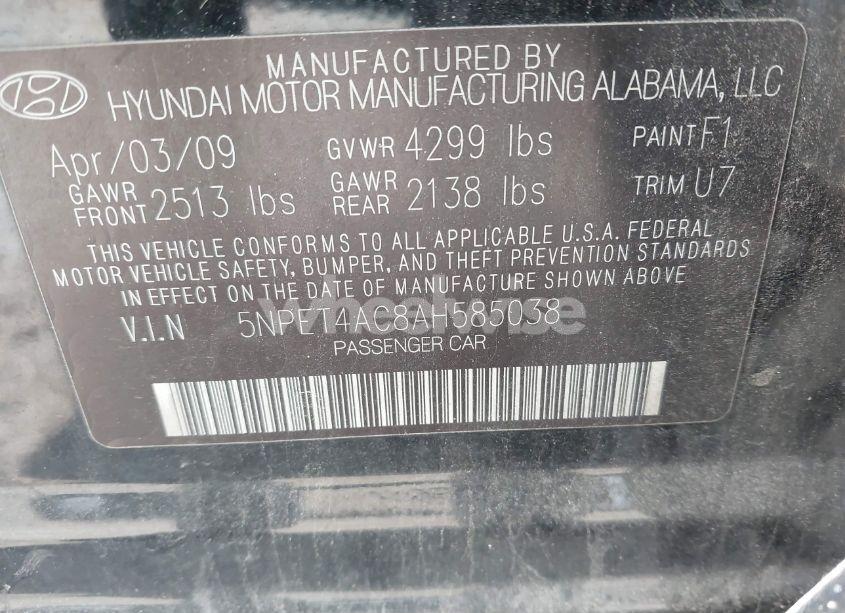 MANUFACTURED BY
HYUNDAI MOTOR MANUFACTURING ALABAMA, LLC
Apr/03/09 GVWR 4299 lbs PAINT F1
GAWR FRONT 2513 lbs GAWR REAR 2138 lbs TRIM U7
THIS VEHICLE CONFORMS TO ALL APPLICABLE U.S.A. FEDERAL
MOTOR VEHICLE SAFETY, BUMPER, AND THEFT PREVENTION STANDARDS
IN EFFECT ON THE DATE OF MANUFACTURE SHOWN ABOVE
V.I.N 5NPET4AC8AH585038
wheelwise
PASSENGER CAR